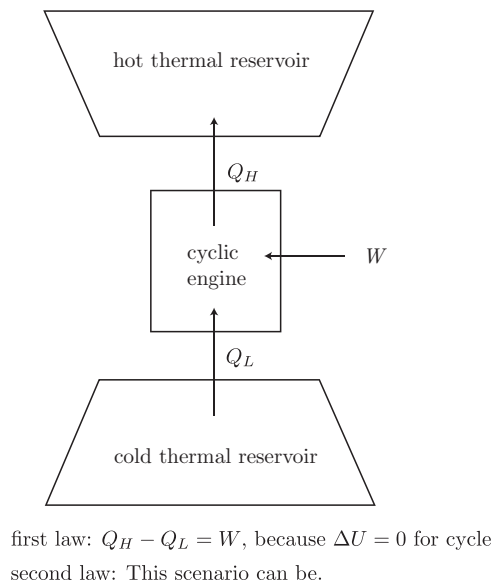 hot thermal reservoir
Q_H
cyclic
engine
W
Q_L
cold thermal reservoir
first law: Q_H − Q_L = W, because ΔU = 0 for cycle
second law: This scenario can be.